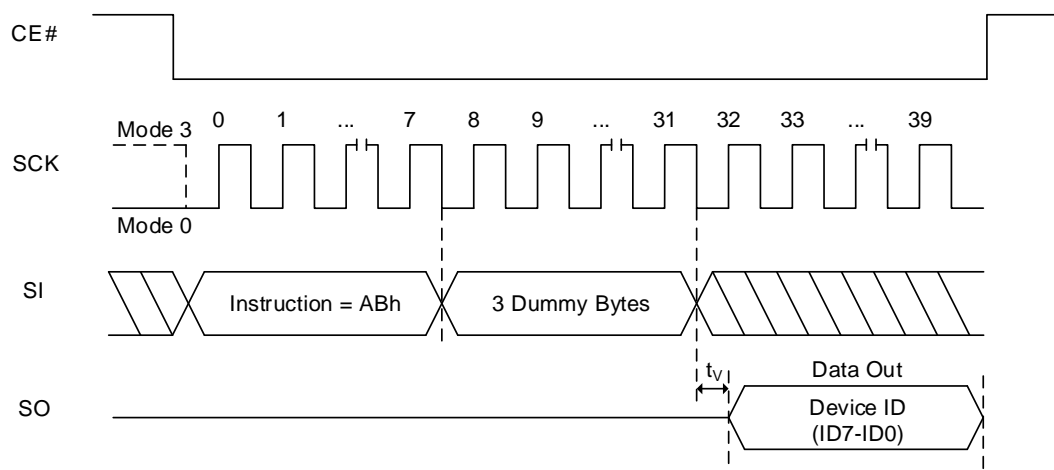 CE#
0 1 ... 7 8 9 ... 31 32 33 ... 39
Mode 3
SCK
Mode 0
SI
Instruction = ABh
3 Dummy Bytes
tV
Data Out
SO
Device ID
(ID7-ID0)